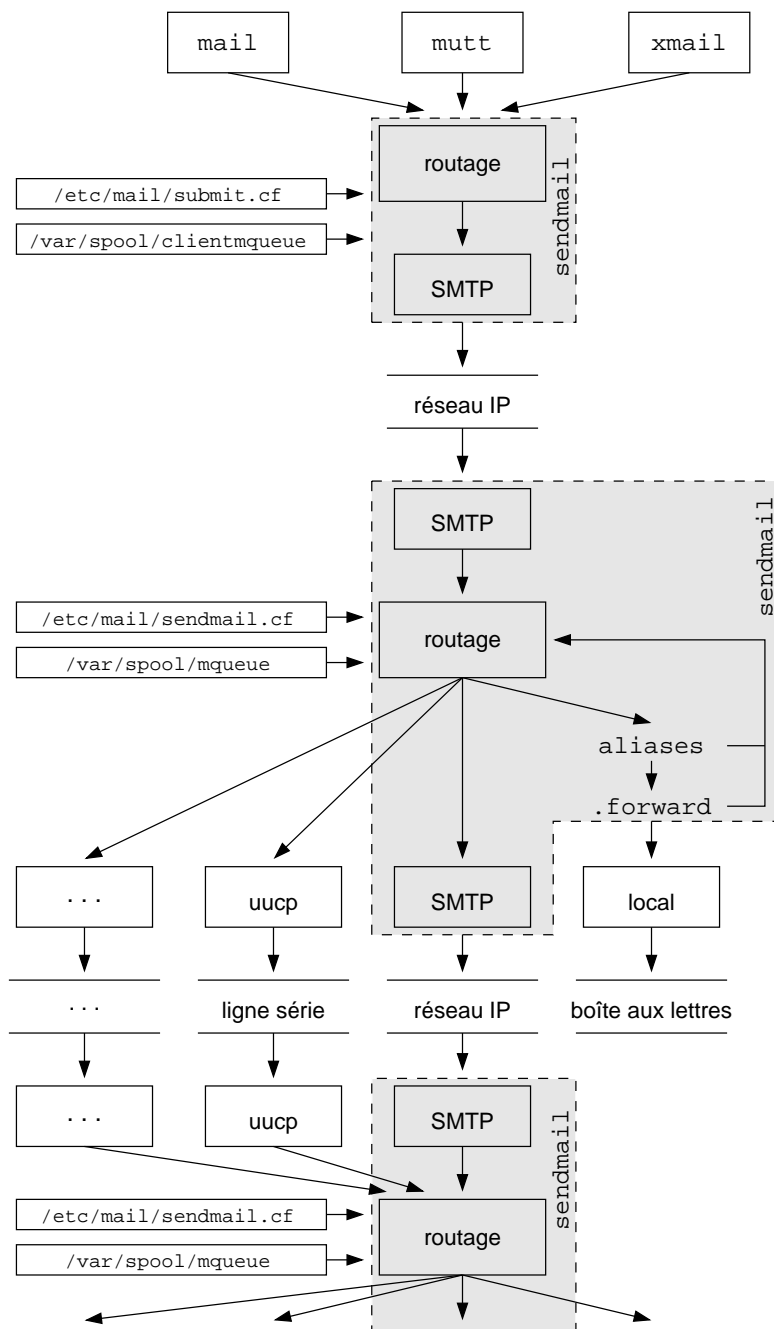 mail
mutt
xmail
routage
sendmail
/etc/mail/submit.cf
/var/spool/clientmqueue
SMTP
réseau IP
SMTP
sendmail
/etc/mail/sendmail.cf
routage
/var/spool/mqueue
aliases
.forward
...
uucp
SMTP
local
...
ligne série
réseau IP
boîte aux lettres
...
uucp
SMTP
sendmail
/etc/mail/sendmail.cf
routage
/var/spool/mqueue